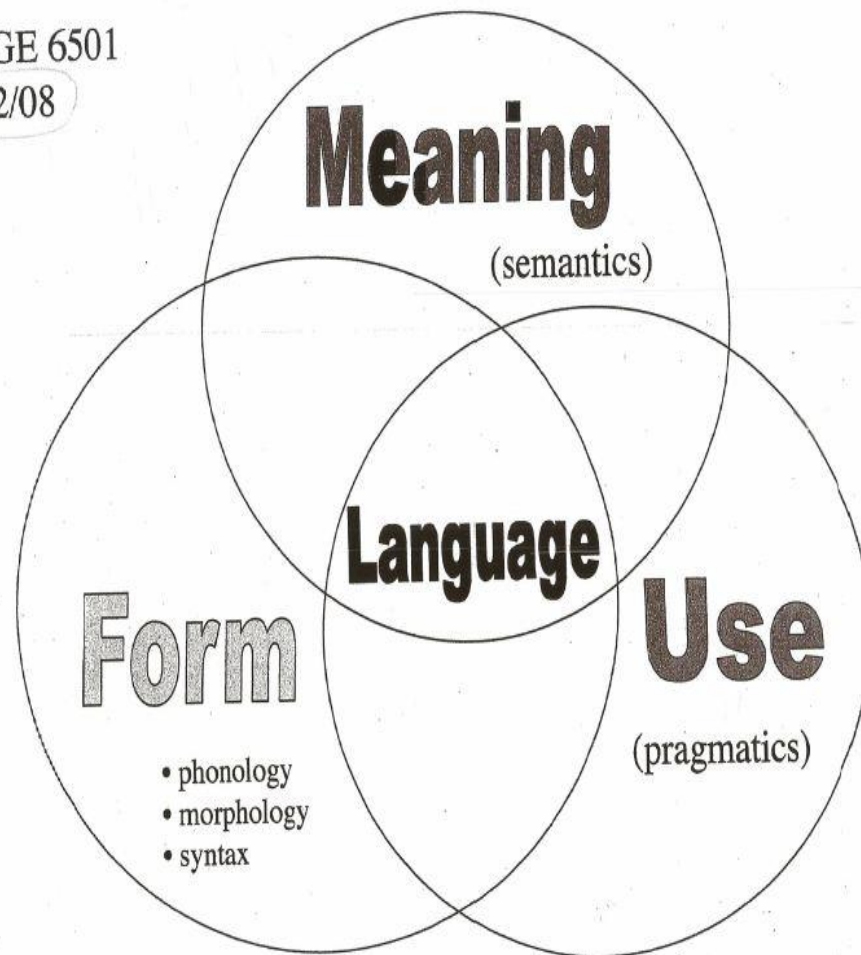 GE 6501
2/08
Meaning
(semantics)
Language
Form
Use
• phonology
• morphology
• syntax
(pragmatics)